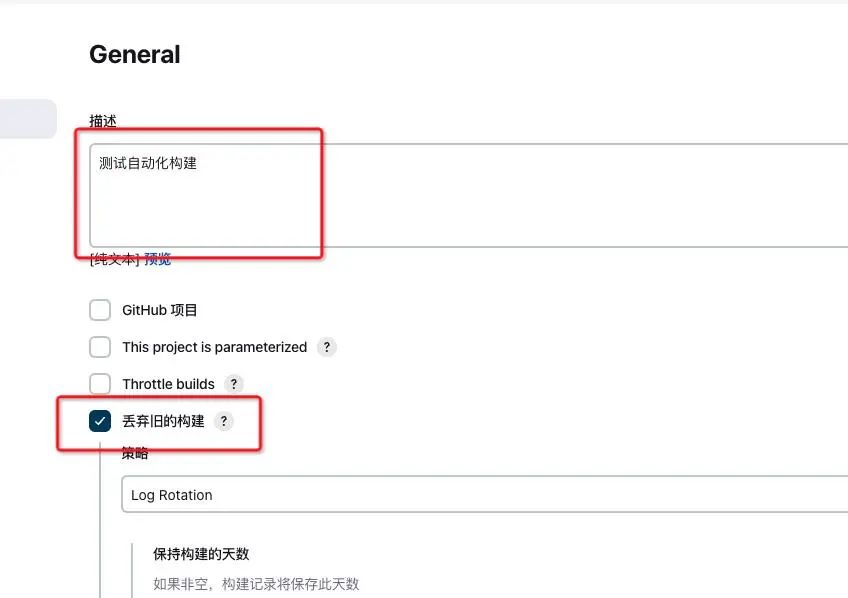 General
描述
测试自动化构建
[纯文本] 预览
GitHub 项目
This project is parameterized ?
Throttle builds ?
丢弃旧的构建 ?
策略
Log Rotation
保持构建的天数
如果非空，构建记录将保存此天数